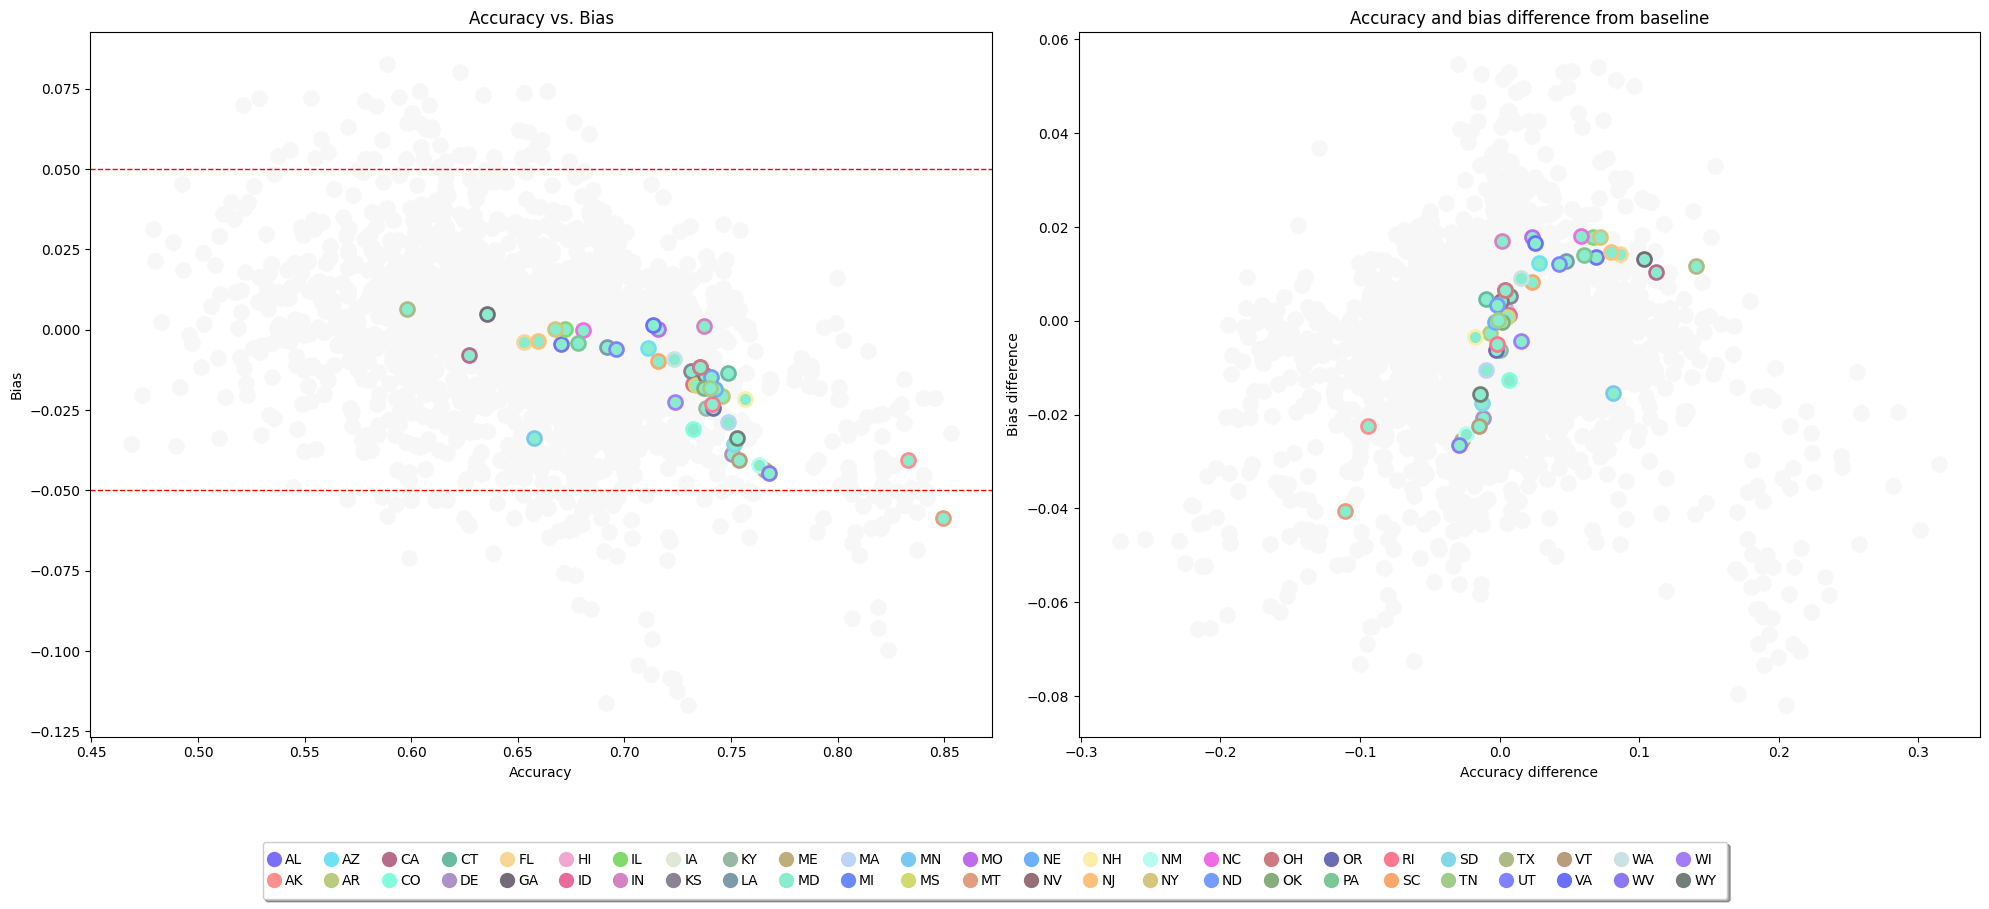 Accuracy vs. Bias
0.075
0.050
0.025
0.000
−0.025
−0.050
−0.075
−0.100
−0.125
Bias
0.45 0.50 0.55 0.60 0.65 0.70 0.75 0.80 0.85
Accuracy
Accuracy and bias difference from baseline
0.06
0.04
0.02
0.00
−0.02
−0.04
−0.06
−0.08
Bias difference
−0.3 −0.2 −0.1 0.0 0.1 0.2 0.3
Accuracy difference
AL AZ CA CT FL HI IL IA KY ME MA MN MO NE NH NM NC OH OR RI SD TX VT WA WI
AK AR CO DE GA ID IN KS LA MD MI MS MT NV NJ NY ND OK PA SC TN UT VA WV WY